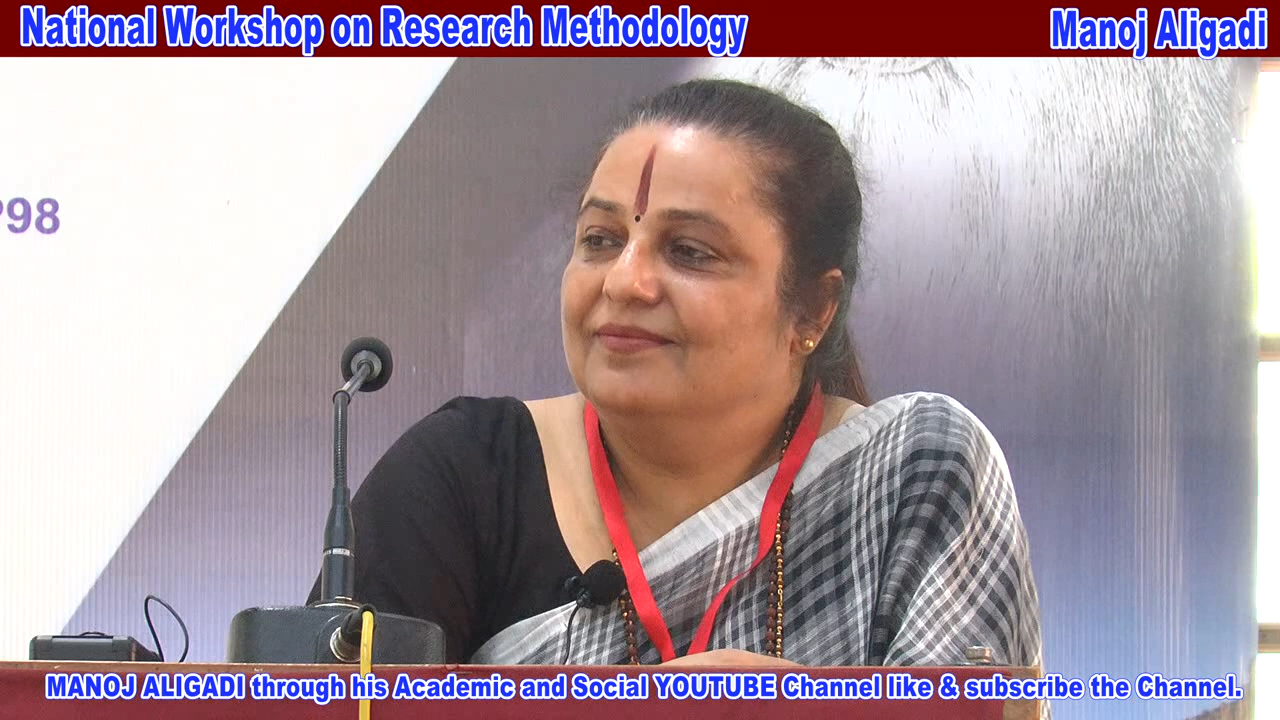 National Workshop on Research Methodology
Manoj Aligadi
98
MANOJ ALIGADI through his Academic and Social YOUTUBE Channel like & subscribe the Channel.